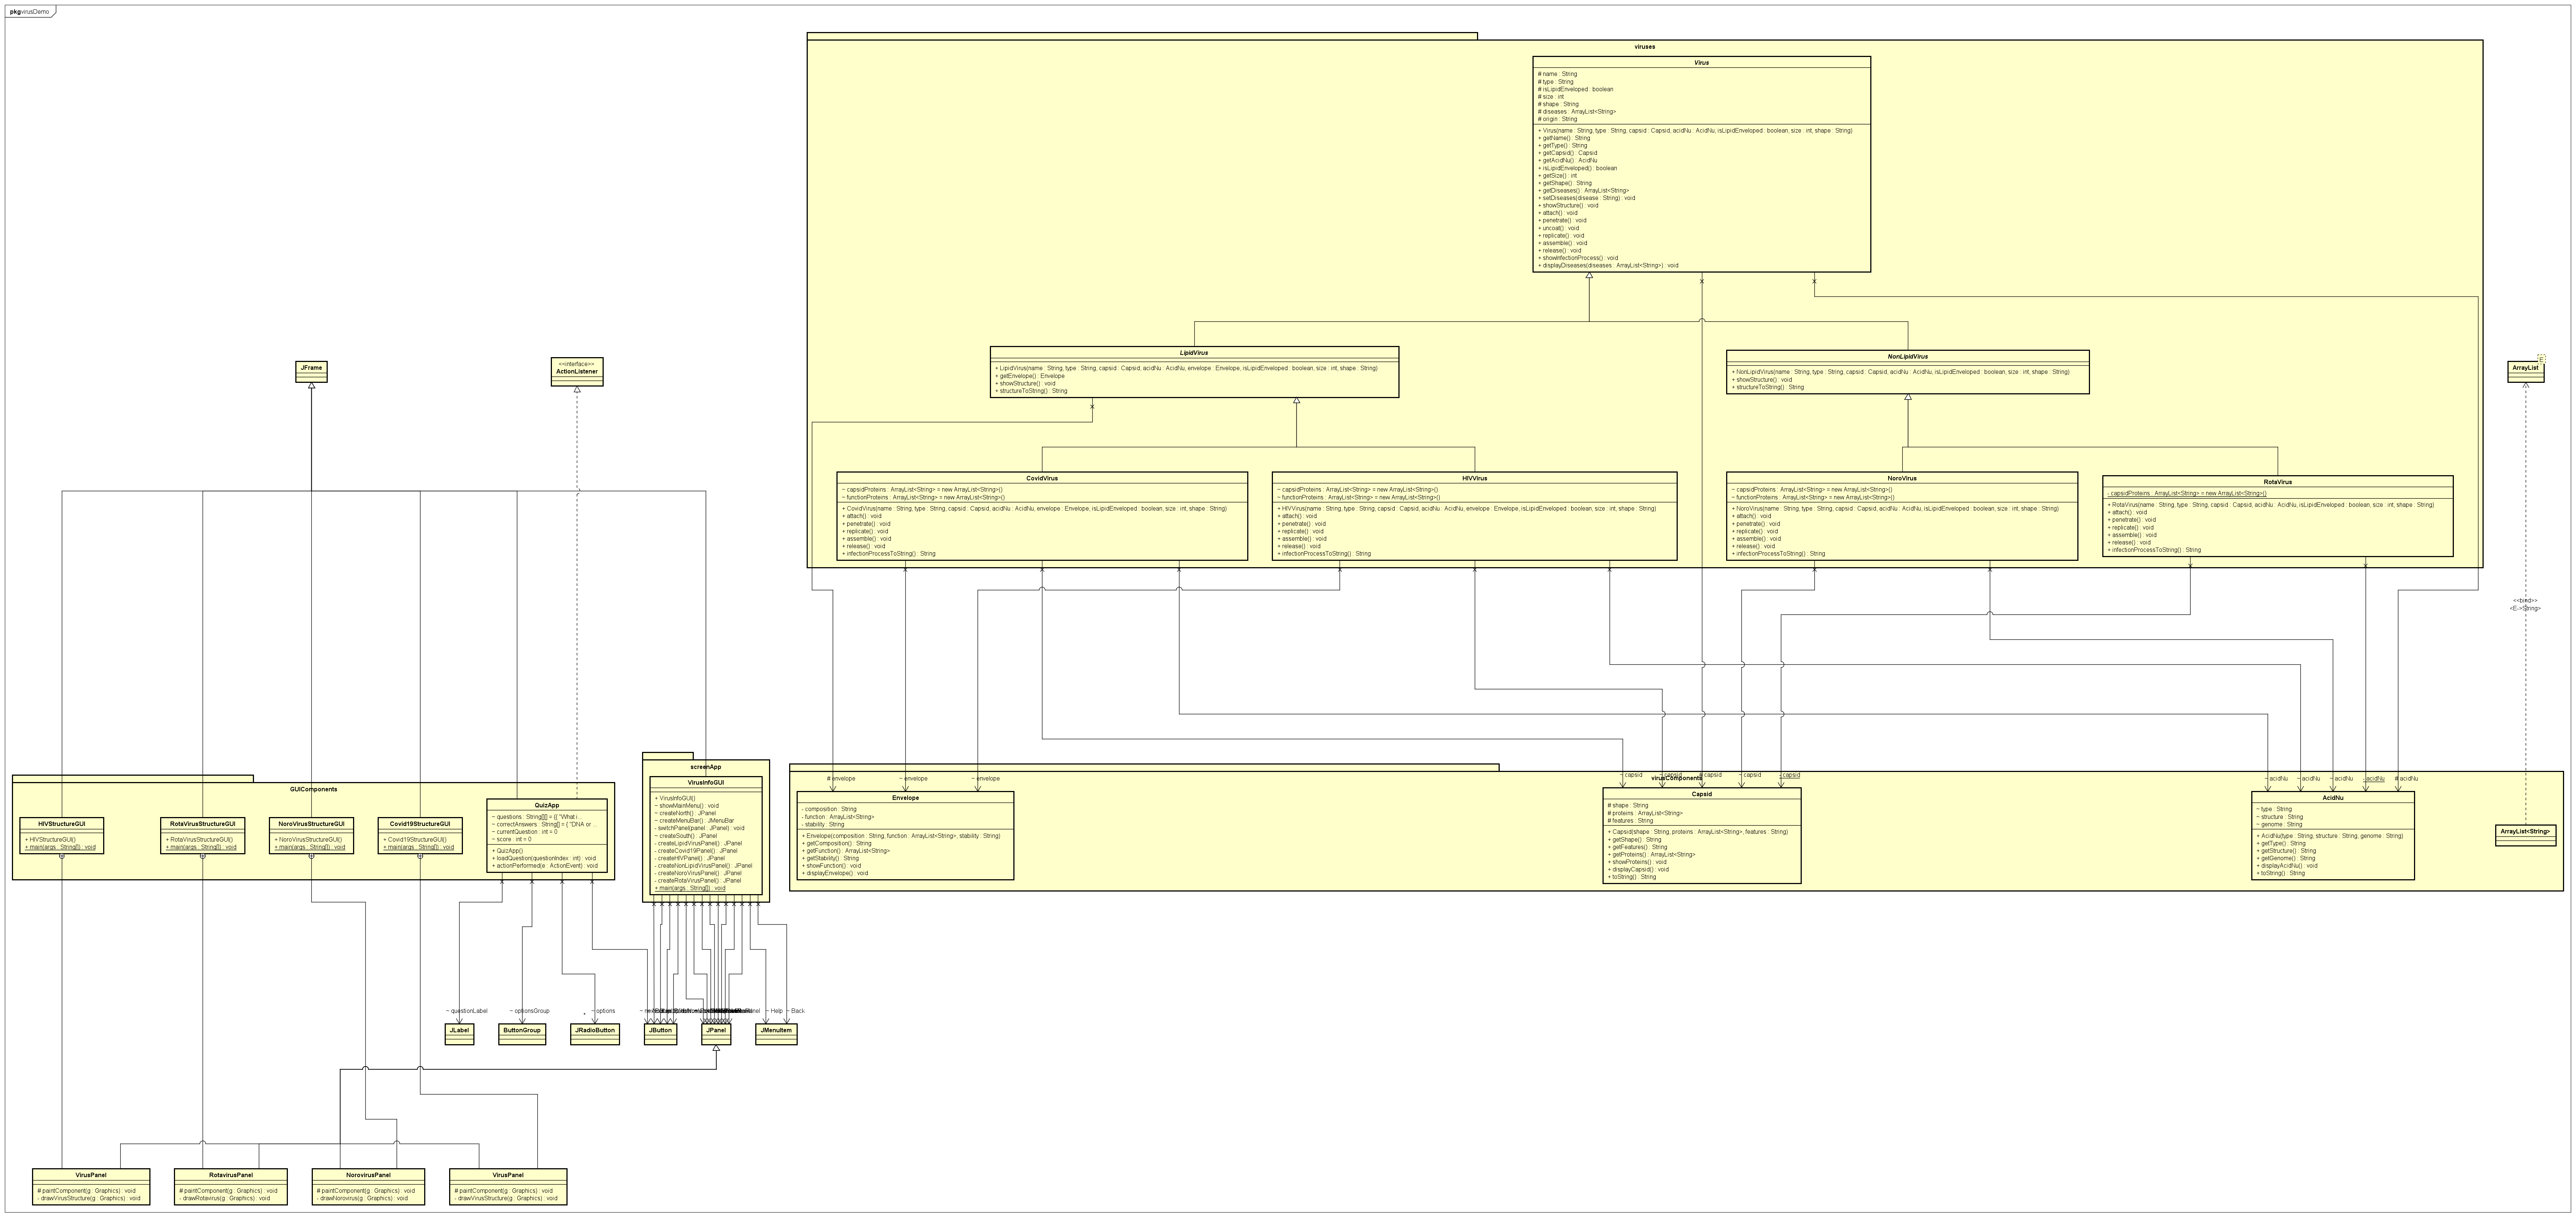 pkg virusDemo
viruses
Virus
# name : String
# type : String
# isLipidEnveloped : boolean
# size : int
# shape : String
# diseases : ArrayList<String>
# origin : String
+ Virus(name : String, type : String, capsid : Capsid, acidNu : AcidNu, isLipidEnveloped : boolean, size : int, shape : String)
+ getName() : String
+ getType() : String
+ getCapsid() : Capsid
+ getAcidNu() : AcidNu
+ isLipidEnveloped() : boolean
+ getSize() : int
+ getShape() : String
+ getDiseases() : ArrayList<String>
+ setDiseases(disease : String) : void
+ showStructure() : void
+ attach() : void
+ penetrate() : void
+ uncoat() : void
+ replicate() : void
+ assemble() : void
+ release() : void
+ showInfectionProcess() : void
+ displayDiseases(diseases : ArrayList<String>) : void
LipidVirus
+ LipidVirus(name : String, type : String, capsid : Capsid, acidNu : AcidNu, envelope : Envelope, isLipidEnveloped : boolean, size : int, shape : String)
+ getEnvelope() : Envelope
+ showStructure() : void
+ structureToString() : String
NonLipidVirus
+ NonLipidVirus(name : String, type : String, capsid : Capsid, acidNu : AcidNu, isLipidEnveloped : boolean, size : int, shape : String)
+ showStructure() : void
+ structureToString() : String
JFrame
<<interface>>
ActionListener
E
ArrayList
CovidVirus
~ capsidProteins : ArrayList<String> = new ArrayList<String>()
~ functionProteins : ArrayList<String> = new ArrayList<String>()
+ CovidVirus(name : String, type : String, capsid : Capsid, acidNu : AcidNu, envelope : Envelope, isLipidEnveloped : boolean, size : int, shape : String)
+ attach() : void
+ penetrate() : void
+ replicate() : void
+ assemble() : void
+ release() : void
+ infectionProcessToString() : String
HIVVirus
~ capsidProteins : ArrayList<String> = new ArrayList<String>()
~ functionProteins : ArrayList<String> = new ArrayList<String>()
+ HIVVirus(name : String, type : String, capsid : Capsid, acidNu : AcidNu, envelope : Envelope, isLipidEnveloped : boolean, size : int, shape : String)
+ attach() : void
+ penetrate() : void
+ replicate() : void
+ assemble() : void
+ release() : void
+ infectionProcessToString() : String
NoroVirus
~ capsidProteins : ArrayList<String> = new ArrayList<String>()
~ functionProteins : ArrayList<String> = new ArrayList<String>()
+ NoroVirus(name : String, type : String, capsid : Capsid, acidNu : AcidNu, isLipidEnveloped : boolean, size : int, shape : String)
+ attach() : void
+ penetrate() : void
+ replicate() : void
+ assemble() : void
+ release() : void
+ infectionProcessToString() : String
RotaVirus
- capsidProteins : ArrayList<String> = new ArrayList<String>()
+ RotaVirus(name : String, type : String, capsid : Capsid, acidNu : AcidNu, isLipidEnveloped : boolean, size : int, shape : String)
+ attach() : void
+ penetrate() : void
+ replicate() : void
+ assemble() : void
+ release() : void
+ infectionProcessToString() : String
<<bind>>
<E->String>
GUIComponents
HIVStructureGUI
+ HIVStructureGUI()
+ main(args : String[]) : void
RotaVirusStructureGUI
+ RotaVirusStructureGUI()
+ main(args : String[]) : void
NoroVirusStructureGUI
+ NoroVirusStructureGUI()
+ main(args : String[]) : void
Covid19StructureGUI
+ Covid19StructureGUI()
+ main(args : String[]) : void
QuizApp
~ questions : String[][] = {{ "What i...
~ correctAnswers : String[] = { "DNA or ...
~ currentQuestion : int = 0
~ score : int = 0
+ QuizApp()
+ loadQuestion(questionIndex : int) : void
+ actionPerformed(e : ActionEvent) : void
screenApp
VirusInfoGUI
+ VirusInfoGUI()
~ showMainMenu() : void
~ createNorth() : JPanel
~ createMenuBar() : JMenuBar
- switchPanel(panel : JPanel) : void
~ createSouth() : JPanel
- createLipidVirusPanel() : JPanel
- createCovid19Panel() : JPanel
- createHIVPanel() : JPanel
- createNonLipidVirusPanel() : JPanel
- createNoroVirusPanel() : JPanel
- createRotaVirusPanel() : JPanel
+ main(args : String[]) : void
virusComponents
# envelope
~ envelope
~ envelope
~ capsid
~ capsid
# capsid
~ capsid
- capsid
~ acidNu
~ acidNu
~ acidNu
- acidNu
# acidNu
Envelope
- composition : String
- function : ArrayList<String>
- stability : String
+ Envelope(composition : String, function : ArrayList<String>, stability : String)
+ getComposition() : String
+ getFunction() : ArrayList<String>
+ getStability() : String
+ showFunction() : void
+ displayEnvelope() : void
Capsid
# shape : String
# proteins : ArrayList<String>
# features : String
+ Capsid(shape : String, proteins : ArrayList<String>, features : String)
+ getShape() : String
+ getFeatures() : String
+ getProteins() : ArrayList<String>
+ showProteins() : void
+ displayCapsid() : void
+ toString() : String
AcidNu
~ type : String
~ structure : String
~ genome : String
+ AcidNu(type : String, structure : String, genome : String)
+ getType() : String
+ getStructure() : String
+ getGenome() : String
+ displayAcidNu() : void
+ toString() : String
ArrayList<String>
~ questionLabel
~ optionsGroup
* ~ options
~ Help
~ Back
JLabel
ButtonGroup
JRadioButton
JButton
JPanel
JMenuItem
VirusPanel
# paintComponent(g : Graphics) : void
- drawVirusStructure(g : Graphics) : void
RotavirusPanel
# paintComponent(g : Graphics) : void
- drawRotavirus(g : Graphics) : void
NorovirusPanel
# paintComponent(g : Graphics) : void
- drawNorovirus(g : Graphics) : void
VirusPanel
# paintComponent(g : Graphics) : void
- drawVirusStructure(g : Graphics) : void